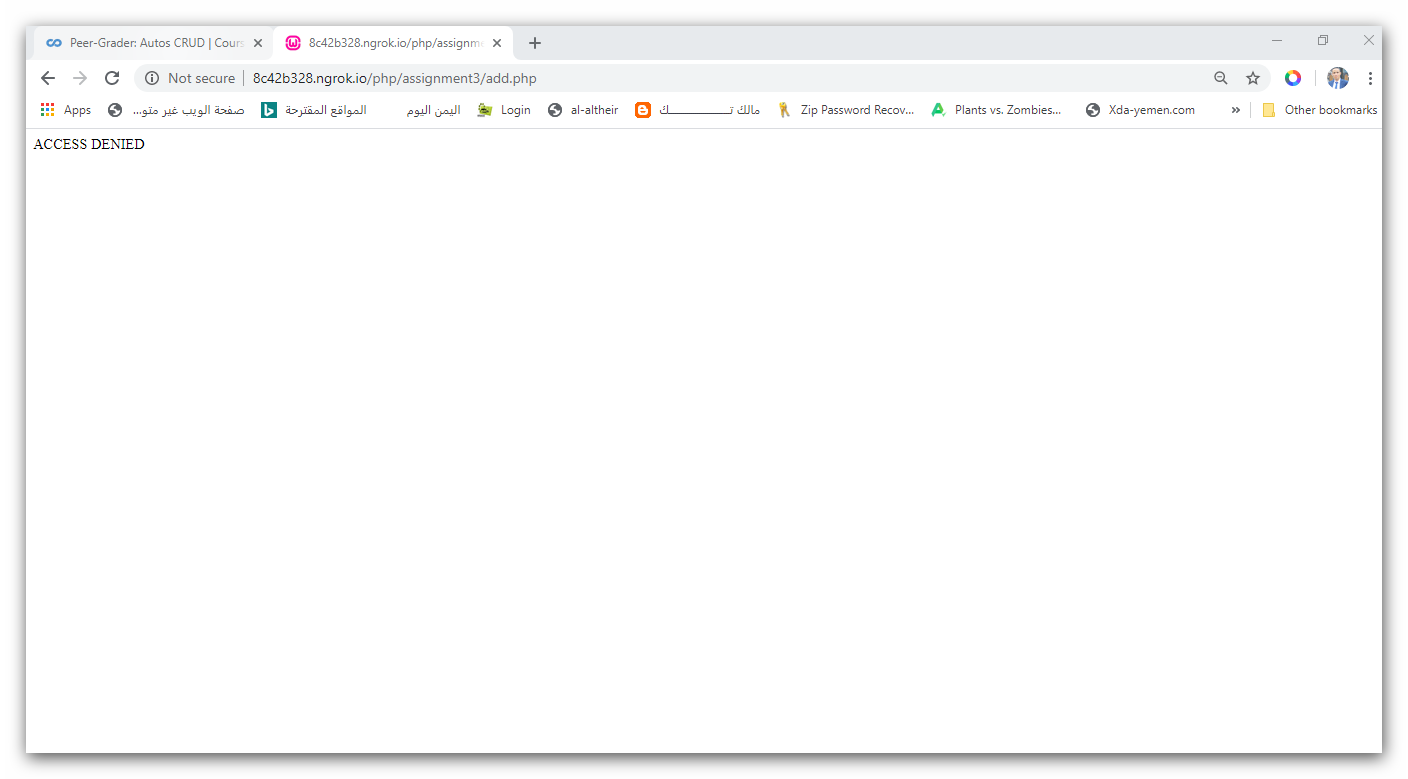 Peer-Grader: Autos CRUD | Cours
8c42b328.ngrok.io/php/assignm
Not secure | 8c42b328.ngrok.io/php/assignment3/add.php
Apps صفحة الويب غير متو... المواقع المقترحة اليمن اليوم Login al-altheir مالك تـــــــــــــك Zip Password Recov... Plants vs. Zombies... Xda-yemen.com » Other bookmarks
ACCESS DENIED